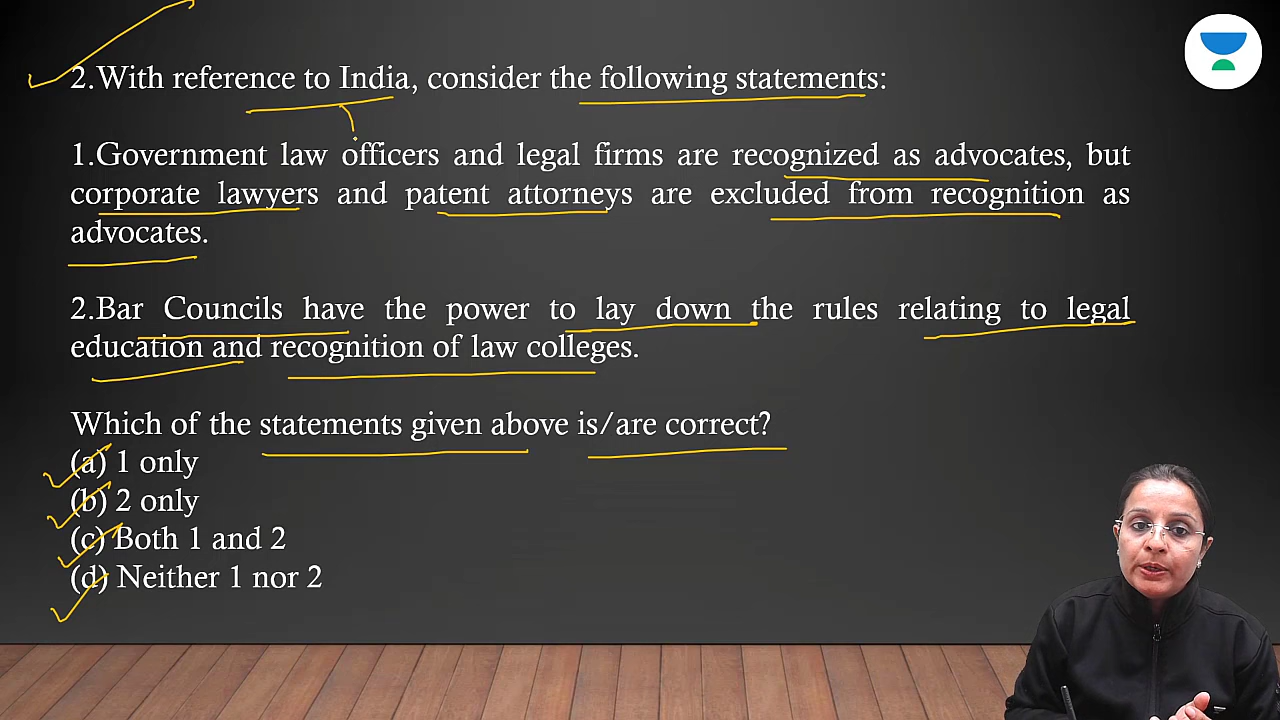 2.With reference to India, consider the following statements:
1.Government law officers and legal firms are recognized as advocates, but
corporate lawyers and patent attorneys are excluded from recognition as
advocates.
2.Bar Councils have the power to lay down the rules relating to legal
education and recognition of law colleges.
Which of the statements given above is/are correct?
(a) 1 only
(b) 2 only
(c) Both 1 and 2
(d) Neither 1 nor 2